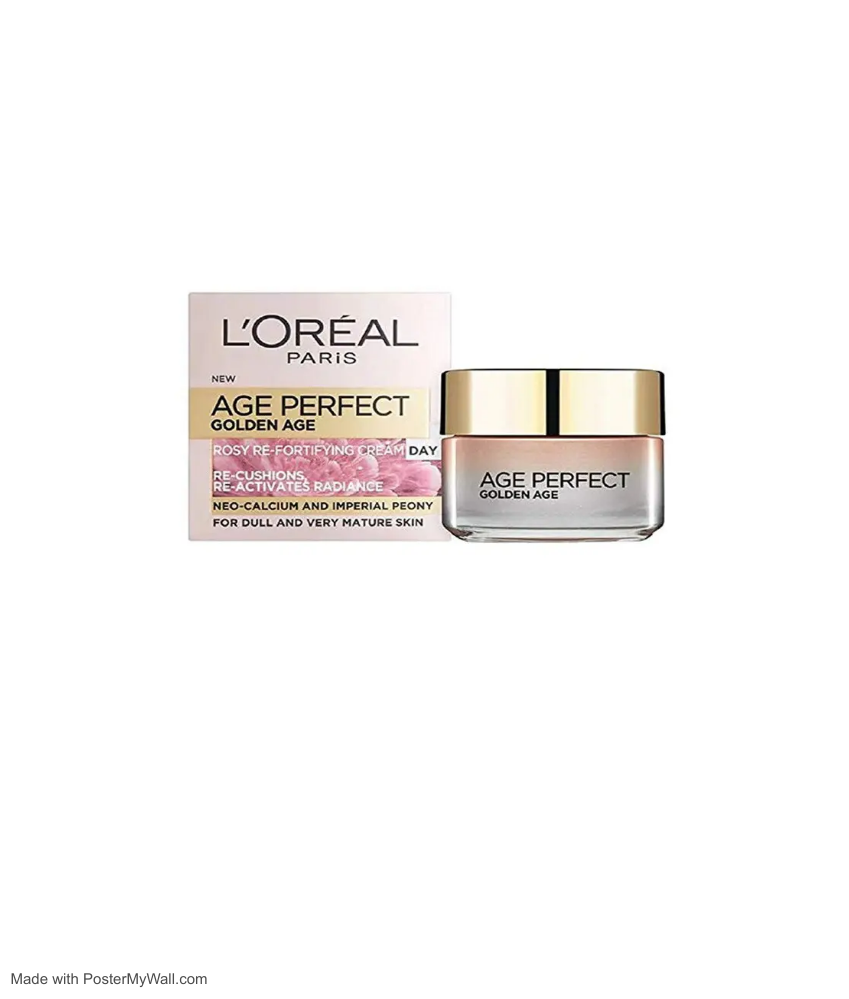 L'ORÉAL
PARiS
NEW
AGE PERFECT
GOLDEN AGE
ROSY RE-FORTIFYING CREAM DAY
RE-CUSHIONS,
RE-ACTIVATES RADIANCE
NEO-CALCIUM AND IMPERIAL PEONY
FOR DULL AND VERY MATURE SKIN
AGE PERFECT
GOLDEN AGE
Made with PosterMyWall.com